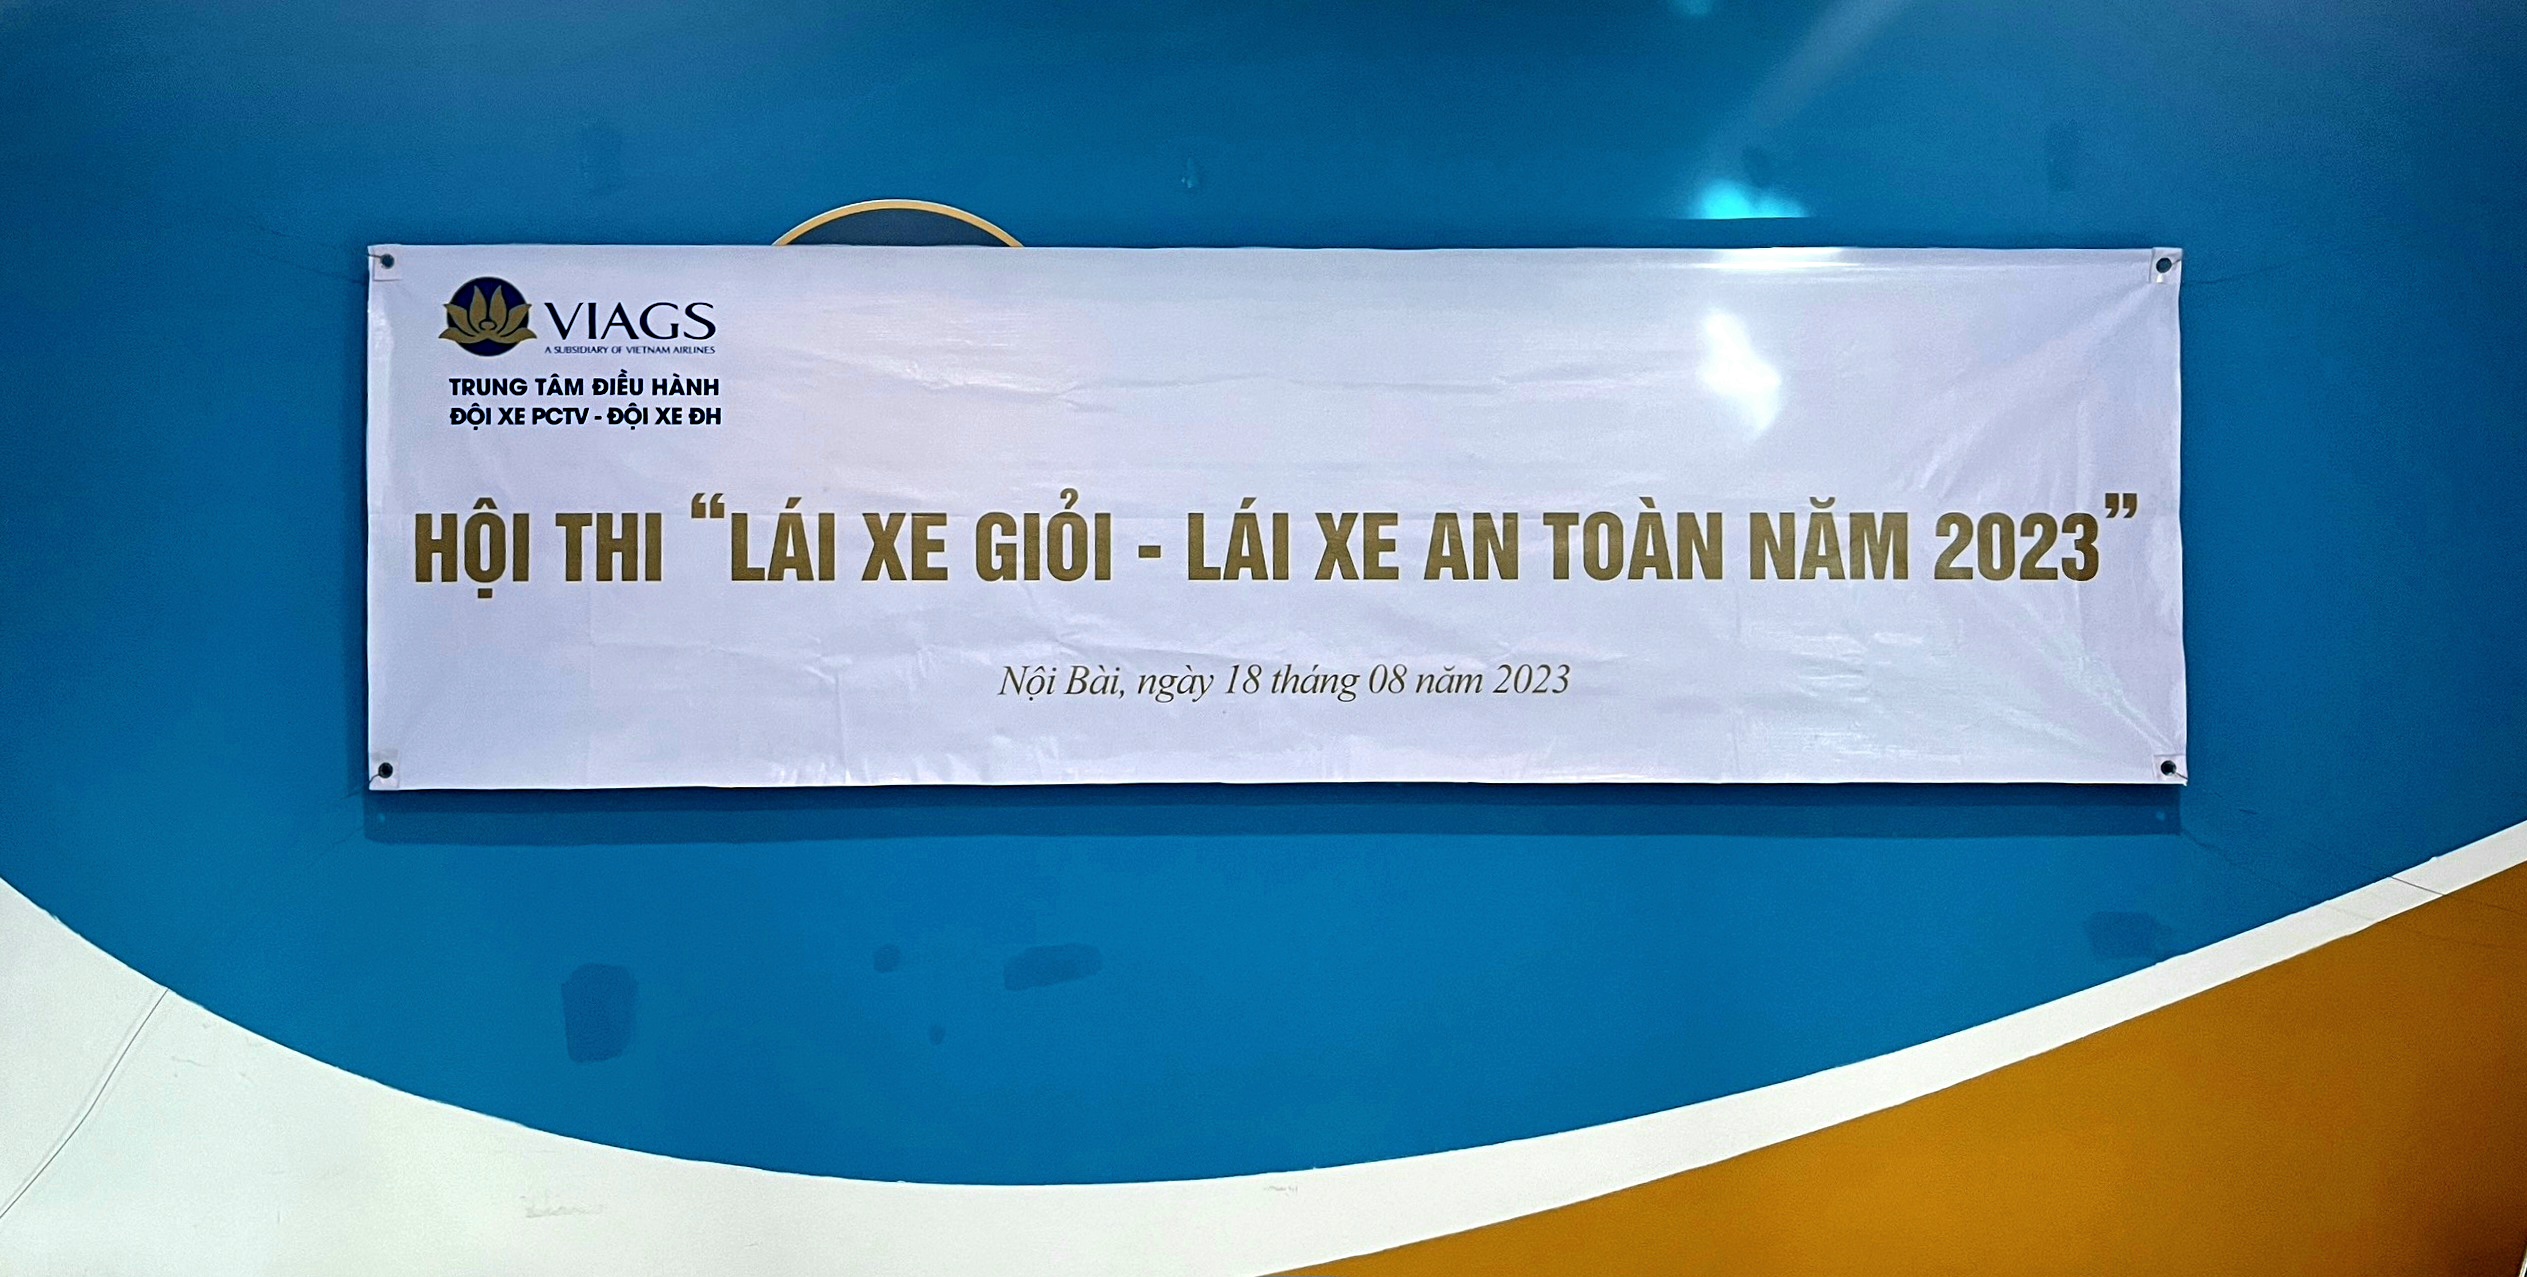 VIAGS
A SUBSIDIARY OF VIETNAM AIRLINES
TRUNG TÂM ĐIỀU HÀNH
ĐỘI XE PCTV - ĐỘI XE ĐH
HỘI THI “LÁI XE GIỎI - LÁI XE AN TOÀN NĂM 2023”
Nội Bài, ngày 18 tháng 08 năm 2023